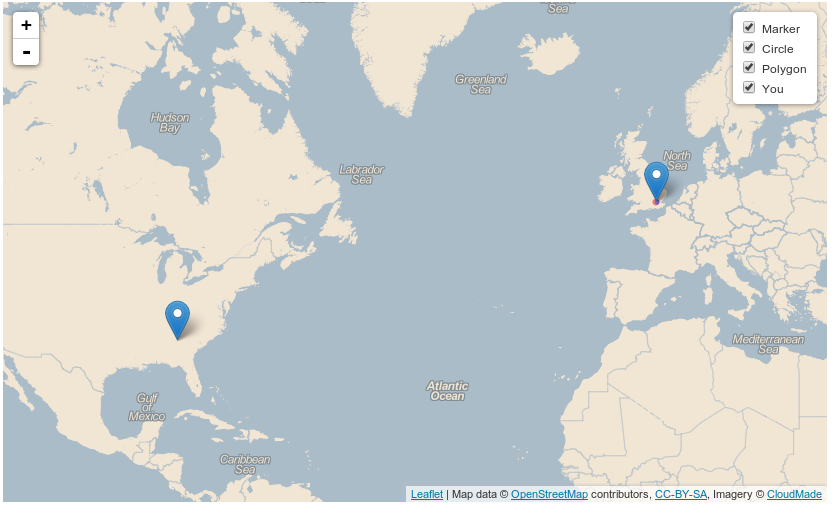 Sea
+
-
Marker
Circle
Polygon
You
Greenland
Sea
Hudson
Bay
North
Sea
Labrador
Sea
Mediterranean
Sea
Atlantic
Ocean
Gulf
of
Mexico
Caribbean
Sea
Leaflet | Map data © OpenStreetMap contributors, CC-BY-SA, Imagery © CloudMade